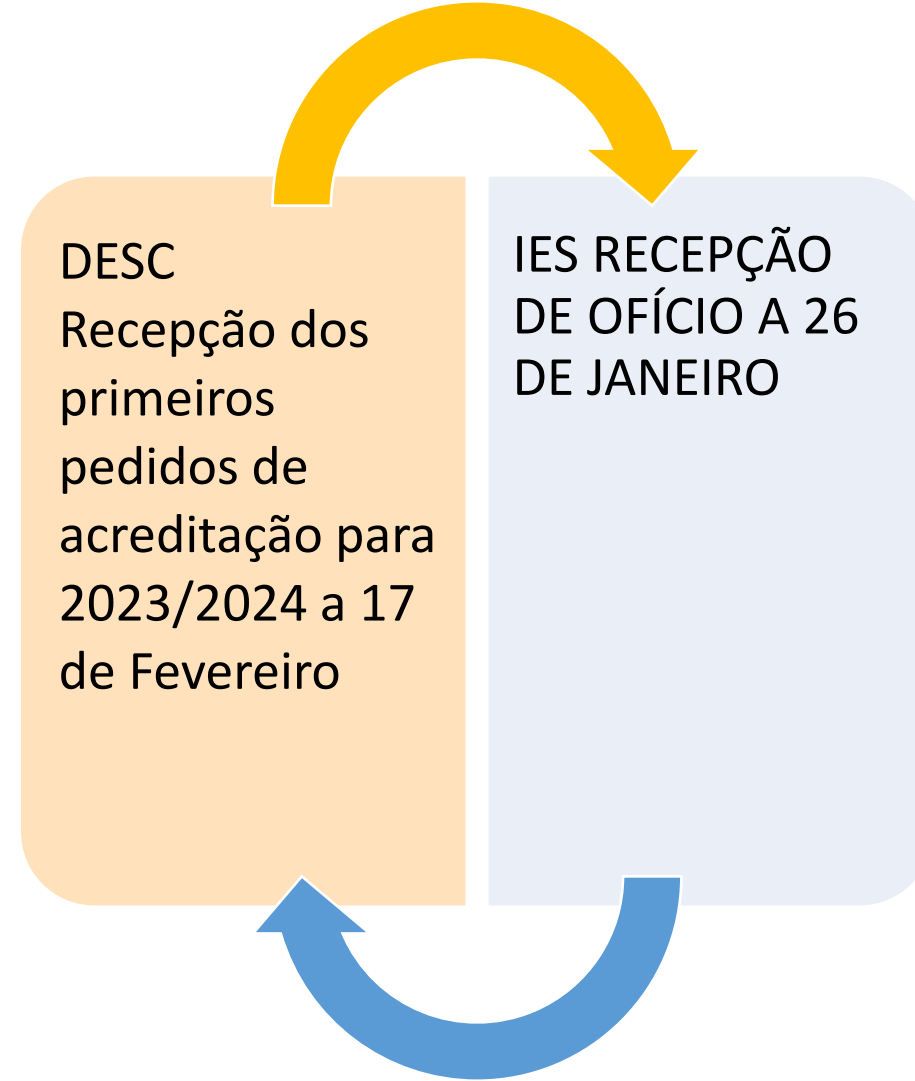 DESC
Recepção dos
primeiros
pedidos de
acreditação para
2023/2024 a 17
de Fevereiro
IES RECEPÇÃO
DE OFÍCIO A 26
DE JANEIRO